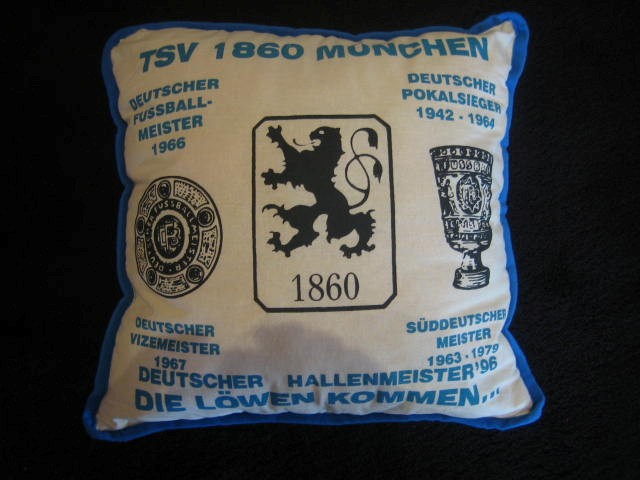 TSV 1860 MÜNCHEN
DEUTSCHER
FUSSBALL-
MEISTER
1966
DEUTSCHER
POKALSIEGER
1942 - 1964
1860
DEUTSCHER
VIZEMEISTER
1967
SÜDDEUTSCHER
MEISTER
1963 - 1979
DEUTSCHER HALLENMEISTER '96
DIE LÖWEN KOMMEN...